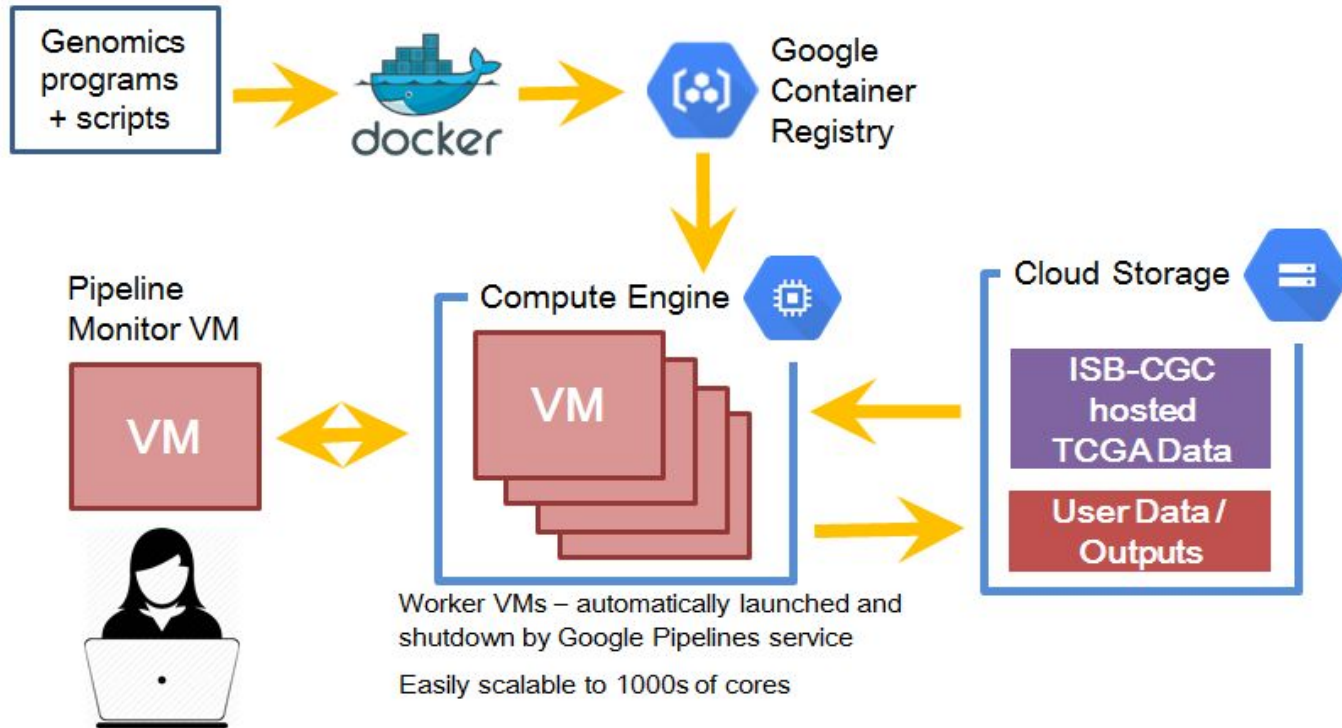 Genomics
programs
+ scripts
docker
Google
Container
Registry
Pipeline
Monitor VM
VM
Compute Engine
VM
Worker VMs – automatically launched and
shutdown by Google Pipelines service
Easily scalable to 1000s of cores
Cloud Storage
ISB-CGC
hosted
TCGA Data
User Data /
Outputs